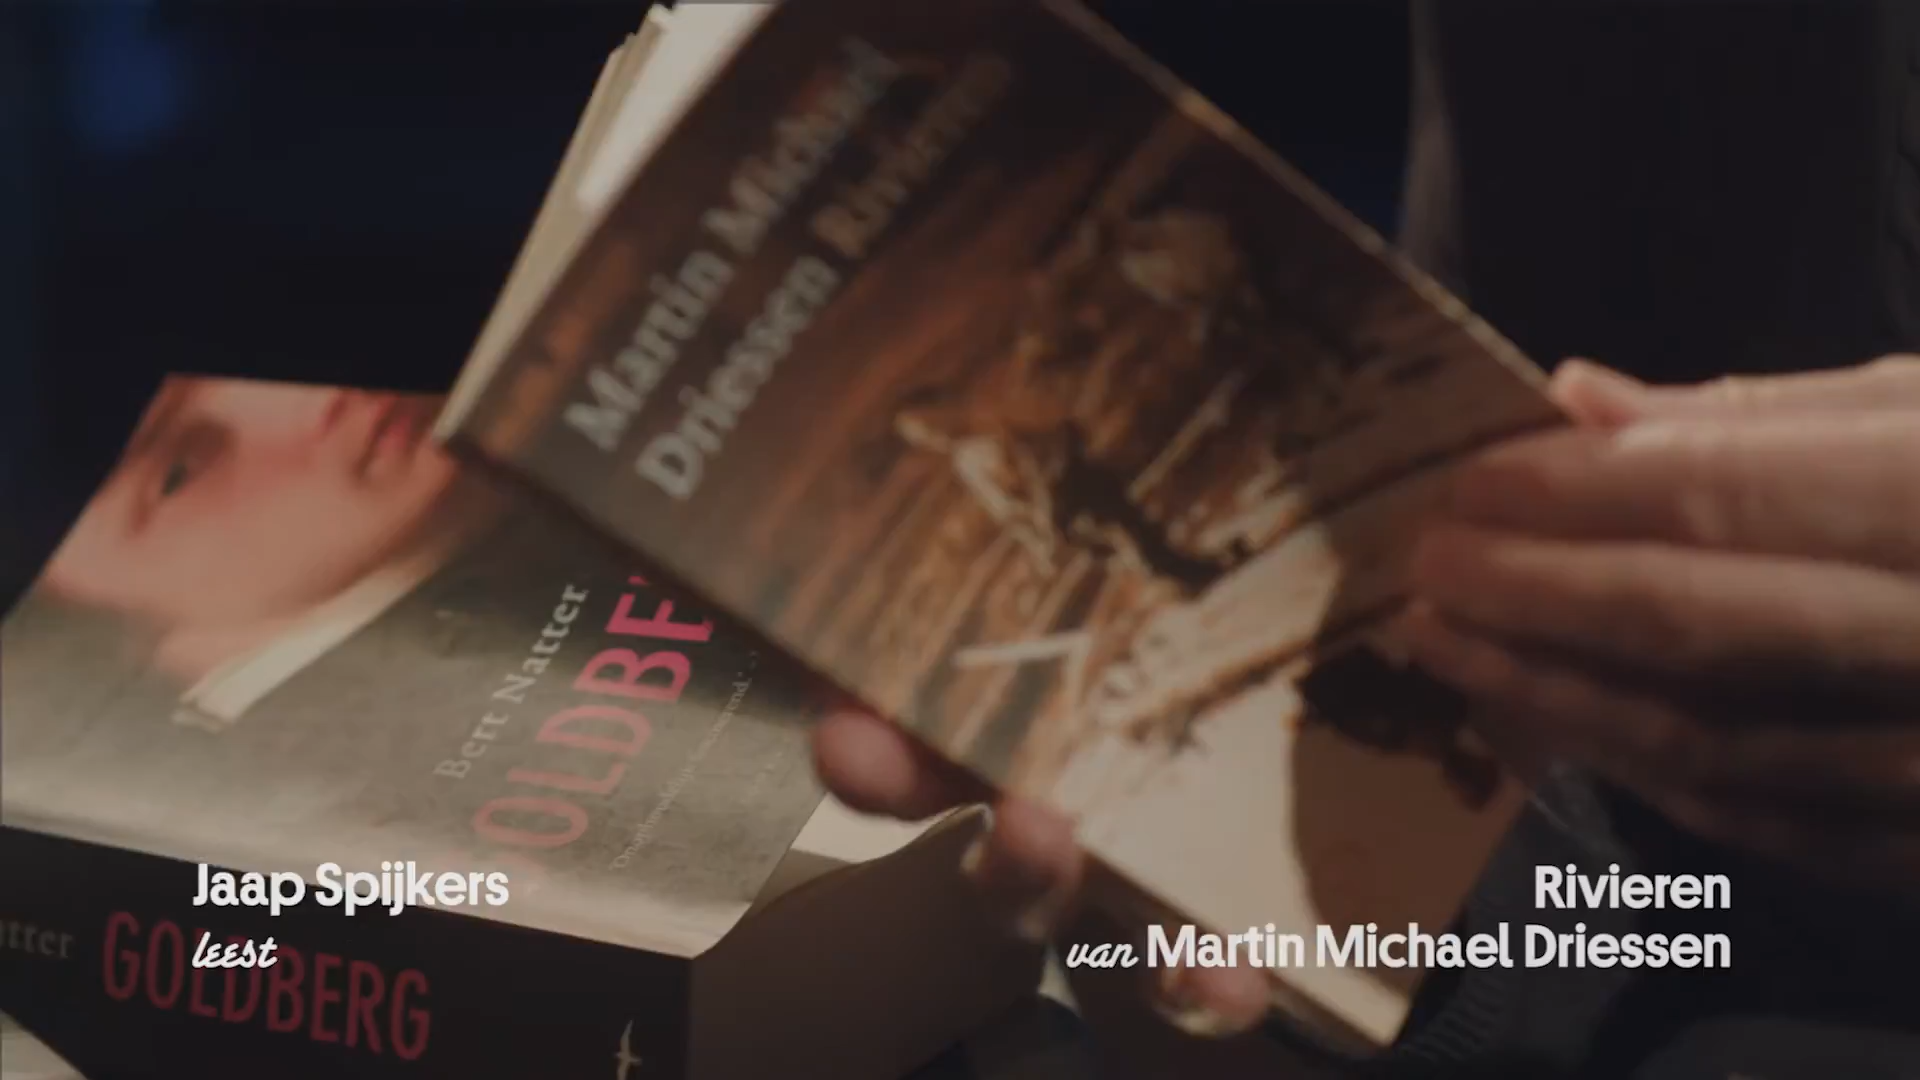 Martin Michael
Driessen Rivieren
Bert Natter
GOLDBE
GOLDBERG
Jaap Spijkers
leest
Rivieren
van Martin Michael Driessen